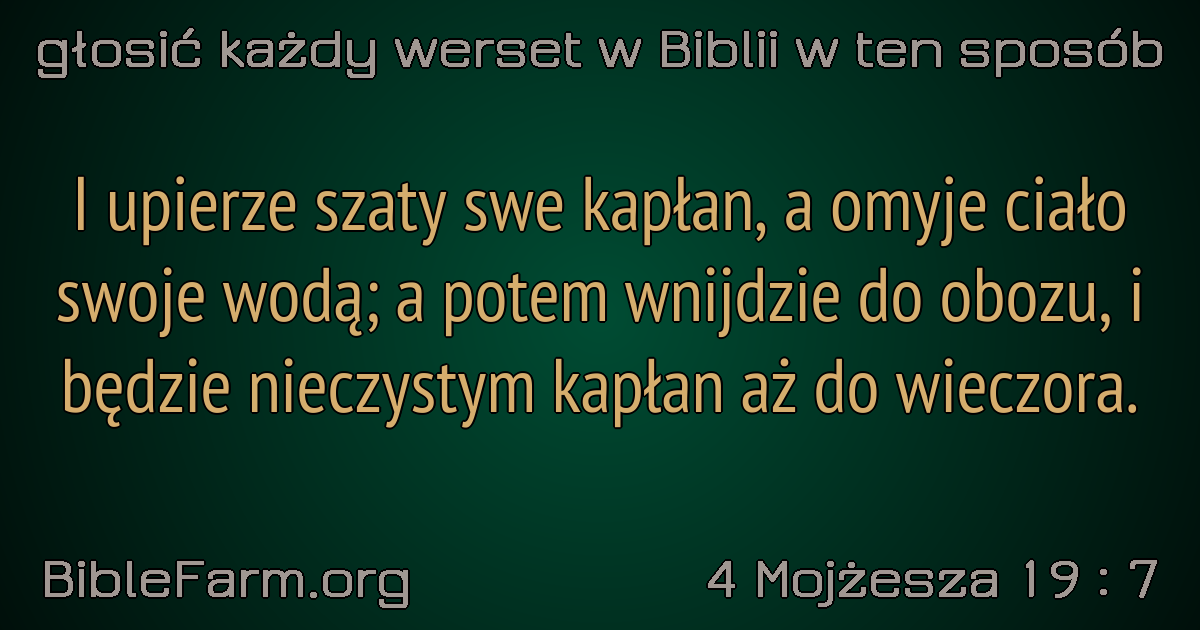 głosić każdy werset w Biblii w ten sposób
I upierze szaty swe kapłan, a omyje ciało
swoje wodą; a potem wnijdzie do obozu, i
będzie nieczystym kapłan aż do wieczora.
BibleFarm.org
4 Mojżesza 19 : 7